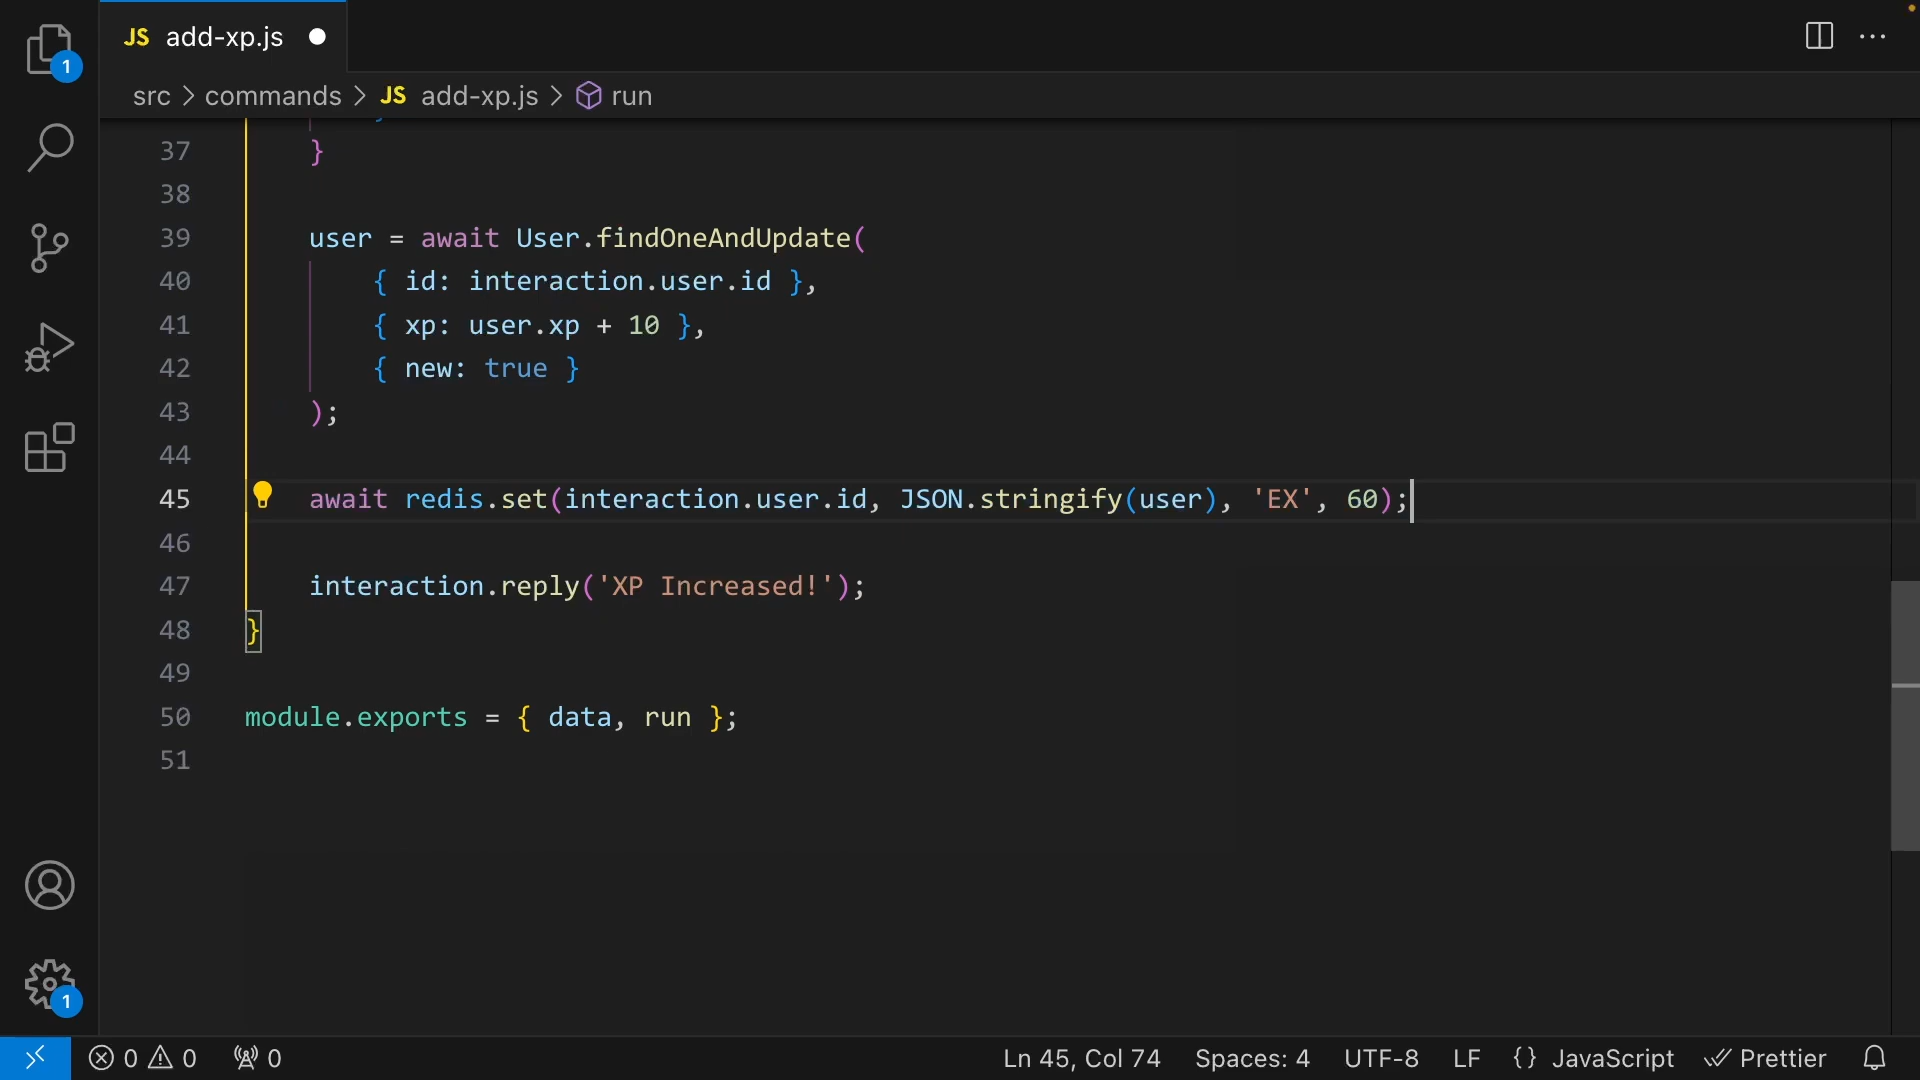 JS add-xp.js
1
src > commands > JS add-xp.js > run
37 }
38
39 user = await User.findOneAndUpdate(
40 { id: interaction.user.id },
41 { xp: user.xp + 10 },
42 { new: true }
43 );
44
45 await redis.set(interaction.user.id, JSON.stringify(user), 'EX', 60);
46
47 interaction.reply('XP Increased!');
48 }
49
50 module.exports = { data, run };
51
1
0 0 0 Ln 45, Col 74 Spaces: 4 UTF-8 LF {} JavaScript Prettier